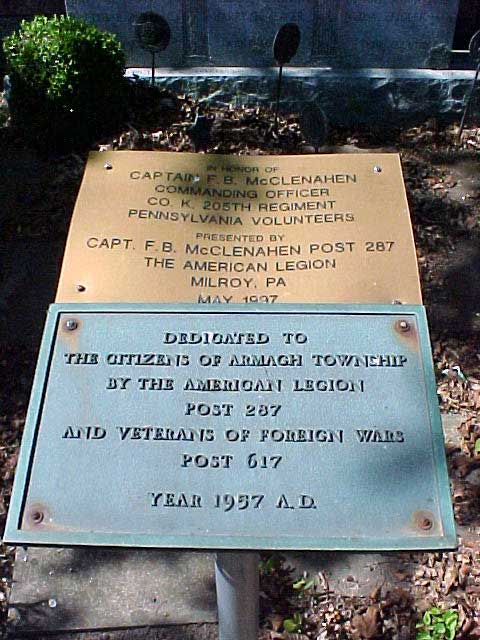 IN HONOR OF
CAPTAIN F. B. McCLENAHEN
COMMANDING OFFICER
CO. K, 205TH REGIMENT
PENNSYLVANIA VOLUNTEERS
PRESENTED BY
CAPT. F. B. McCLENAHEN POST 287
THE AMERICAN LEGION
MILROY, PA
MAY 1997
DEDICATED TO
THE CITIZENS OF ARMAGH TOWNSHIP
BY THE AMERICAN LEGION
POST 287
AND VETERANS OF FOREIGN WARS
POST 617
YEAR 1957 A.D.